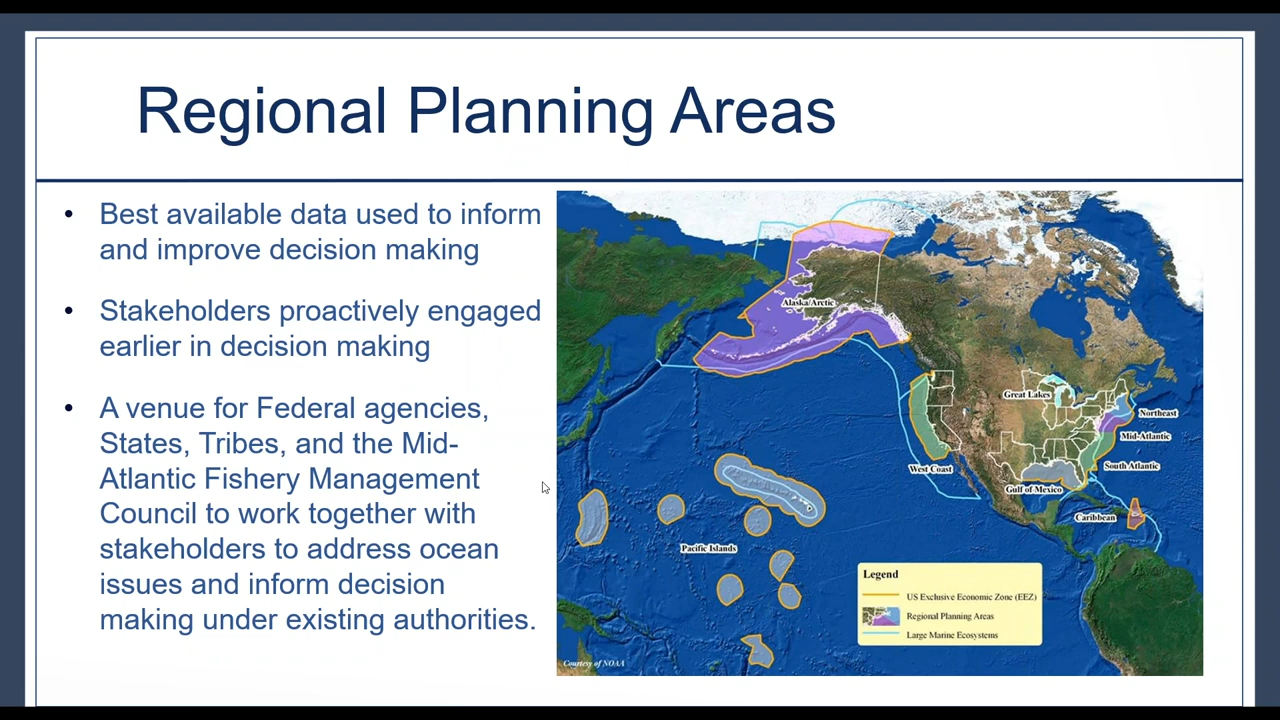 Regional Planning Areas
• Best available data used to inform
and improve decision making
• Stakeholders proactively engaged
earlier in decision making
• A venue for Federal agencies,
States, Tribes, and the Mid-
Atlantic Fishery Management
Council to work together with
stakeholders to address ocean
issues and inform decision
making under existing authorities.
Alaska/Arctic
Great Lakes
Northeast
Mid-Atlantic
South Atlantic
West Coast
Gulf of Mexico
Caribbean
Pacific Islands
Legend
US Exclusive Economic Zone (EEZ)
Regional Planning Areas
Large Marine Ecosystems
Courtesy of NOAA